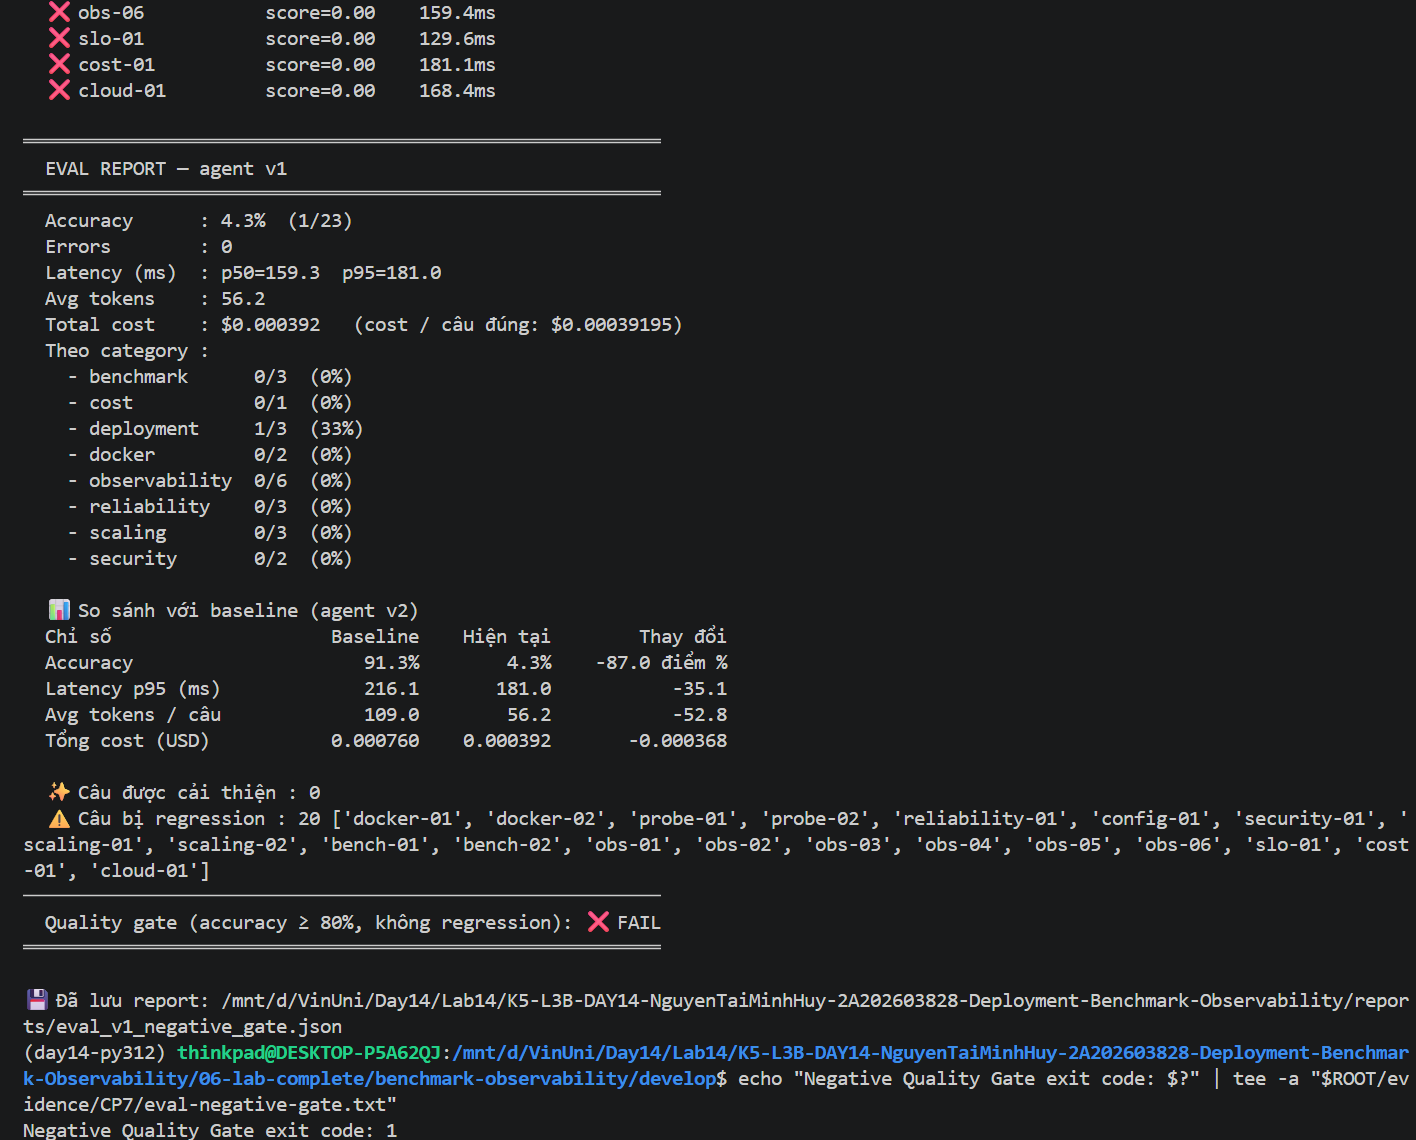 ❌ obs-06 score=0.00 159.4ms
❌ slo-01 score=0.00 129.6ms
❌ cost-01 score=0.00 181.1ms
❌ cloud-01 score=0.00 168.4ms
EVAL REPORT — agent v1
Accuracy : 4.3% (1/23)
Errors : 0
Latency (ms) : p50=159.3 p95=181.0
Avg tokens : 56.2
Total cost : $0.000392 (cost / câu đúng: $0.00039195)
Theo category :
- benchmark 0/3 (0%)
- cost 0/1 (0%)
- deployment 1/3 (33%)
- docker 0/2 (0%)
- observability 0/6 (0%)
- reliability 0/3 (0%)
- scaling 0/3 (0%)
- security 0/2 (0%)
📊 So sánh với baseline (agent v2)
Chỉ số Baseline Hiện tại Thay đổi
Accuracy 91.3% 4.3% -87.0 điểm %
Latency p95 (ms) 216.1 181.0 -35.1
Avg tokens / câu 109.0 56.2 -52.8
Tổng cost (USD) 0.000760 0.000392 -0.000368
✨ Câu được cải thiện : 0
⚠️ Câu bị regression : 20 ['docker-01', 'docker-02', 'probe-01', 'probe-02', 'reliability-01', 'config-01', 'security-01', '
scaling-01', 'scaling-02', 'bench-01', 'bench-02', 'obs-01', 'obs-02', 'obs-03', 'obs-04', 'obs-05', 'obs-06', 'slo-01', 'cost
-01', 'cloud-01']
Quality gate (accuracy ≥ 80%, không regression): ❌ FAIL
💾 Đã lưu report: /mnt/d/VinUni/Day14/Lab14/K5-L3B-DAY14-NguyenTaiMinhHuy-2A202603828-Deployment-Benchmark-Observability/repor
ts/eval_v1_negative_gate.json
(day14-py312) thinkpad@DESKTOP-P5A62QJ:/mnt/d/VinUni/Day14/Lab14/K5-L3B-DAY14-NguyenTaiMinhHuy-2A202603828-Deployment-Benchmar
k-Observability/06-lab-complete/benchmark-observability/develop$ echo "Negative Quality Gate exit code: $?" | tee -a "$ROOT/ev
idence/CP7/eval-negative-gate.txt"
Negative Quality Gate exit code: 1